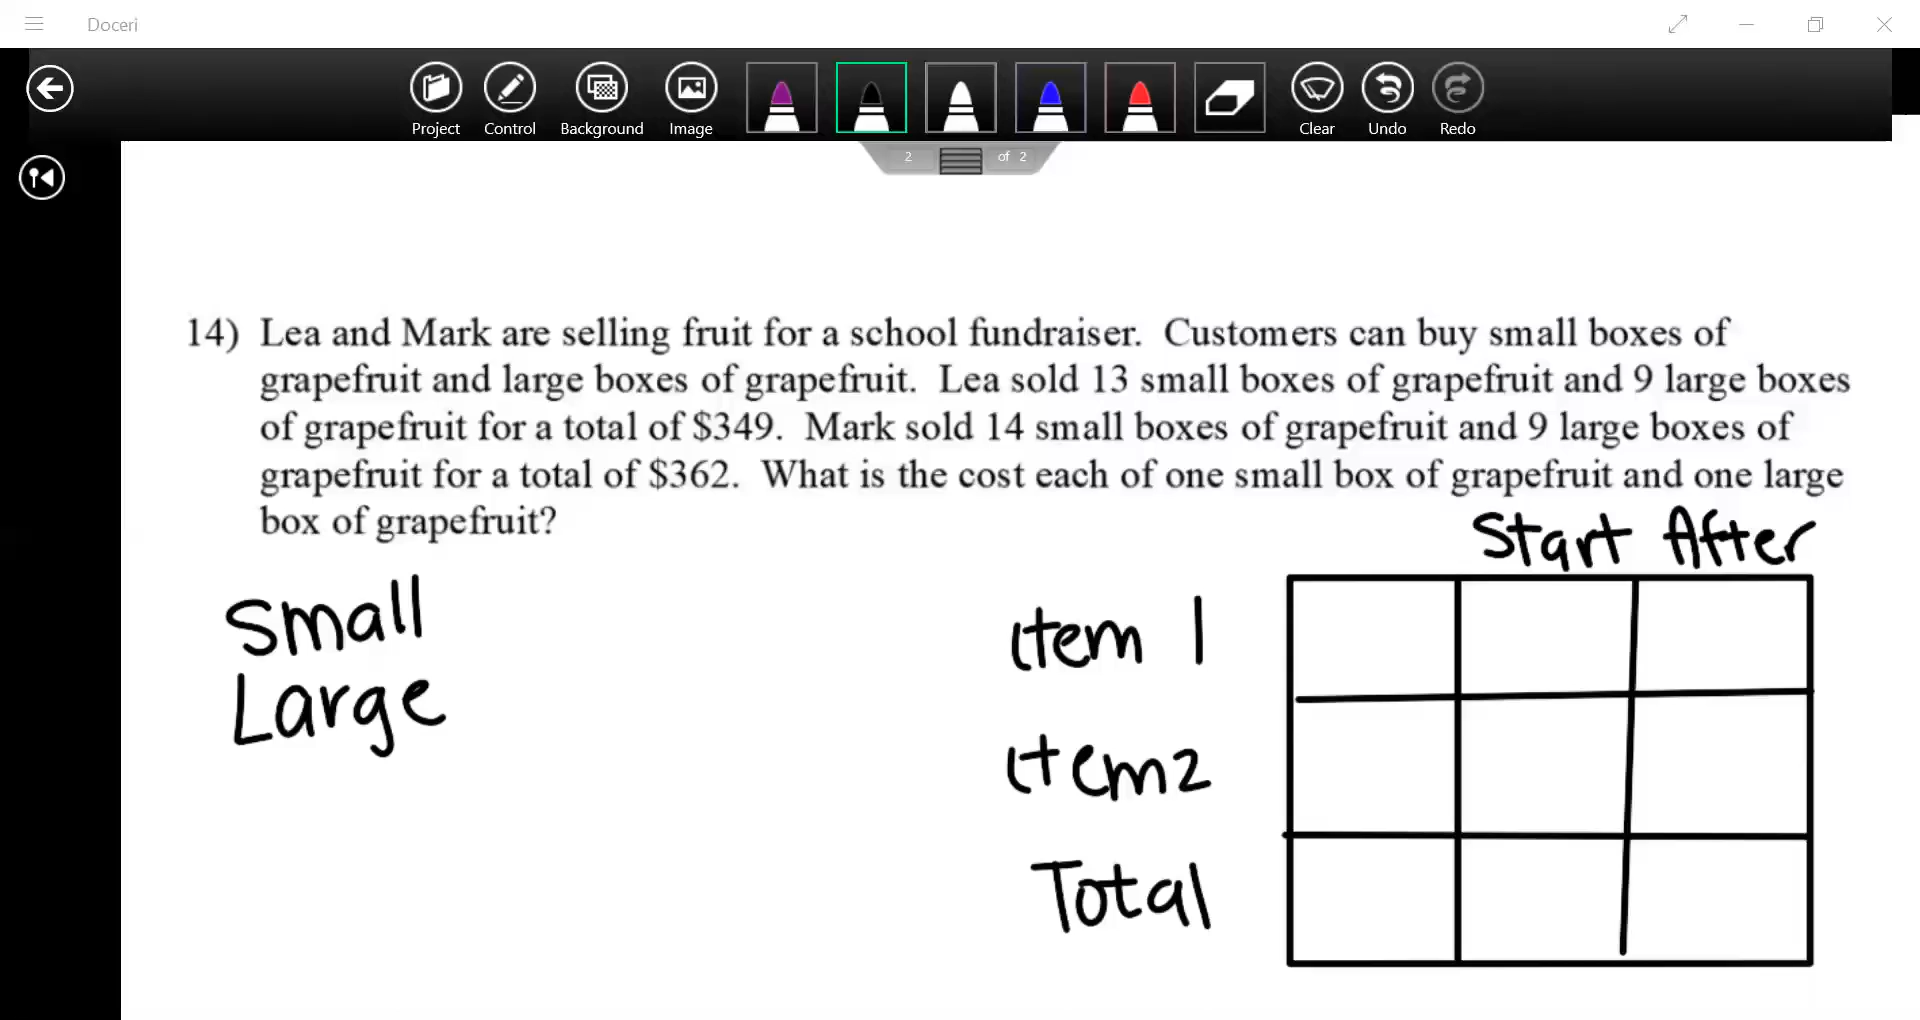 Doceri
Project Control Background Image Clear Undo Redo
2 of 2
14) Lea and Mark are selling fruit for a school fundraiser. Customers can buy small boxes of
grapefruit and large boxes of grapefruit. Lea sold 13 small boxes of grapefruit and 9 large boxes
of grapefruit for a total of $349. Mark sold 14 small boxes of grapefruit and 9 large boxes of
grapefruit for a total of $362. What is the cost each of one small box of grapefruit and one large
box of grapefruit?
Start After
Small
Large
Item 1
Item 2
Total